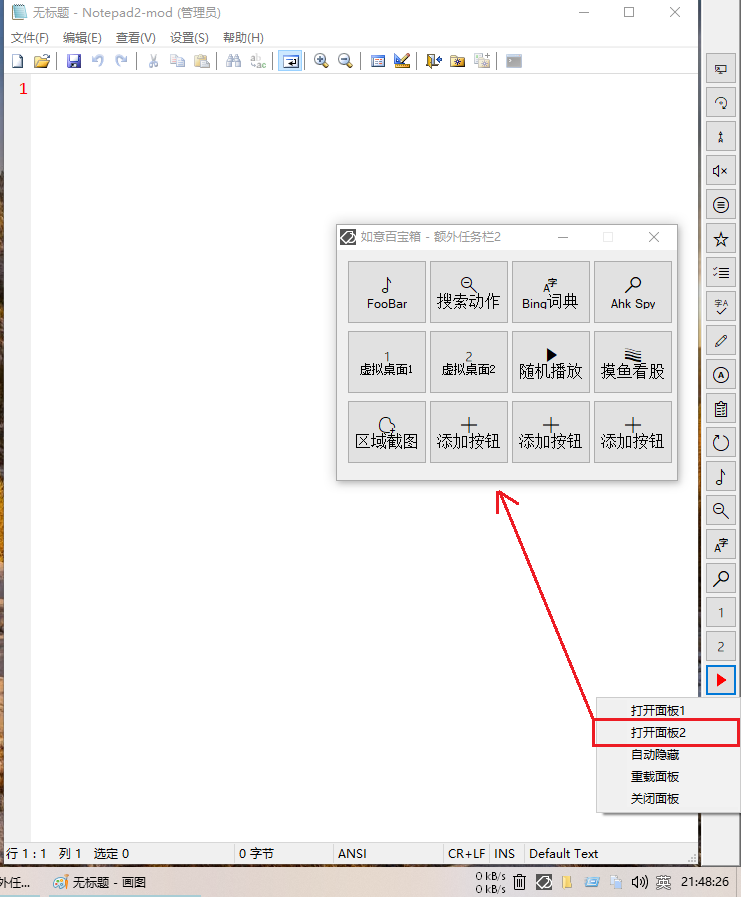 无标题 - Notepad2-mod (管理员)
文件(F) 编辑(E) 查看(V) 设置(S) 帮助(H)
1
如意百宝箱 - 额外任务栏2
FooBar 搜索动作 Bing词典 Ahk Spy
1 2
虚拟桌面1 虚拟桌面2 随机播放 摸鱼看股
区域截图 添加按钮 添加按钮 添加按钮
1
2
打开面板1
打开面板2
自动隐藏
重载面板
关闭面板
行 1 : 1 列 1 选定 0 0 字节 ANSI CR+LF INS Default Text
外任... 无标题 - 画图 0 kB/s 0 kB/s 英 21:48:26